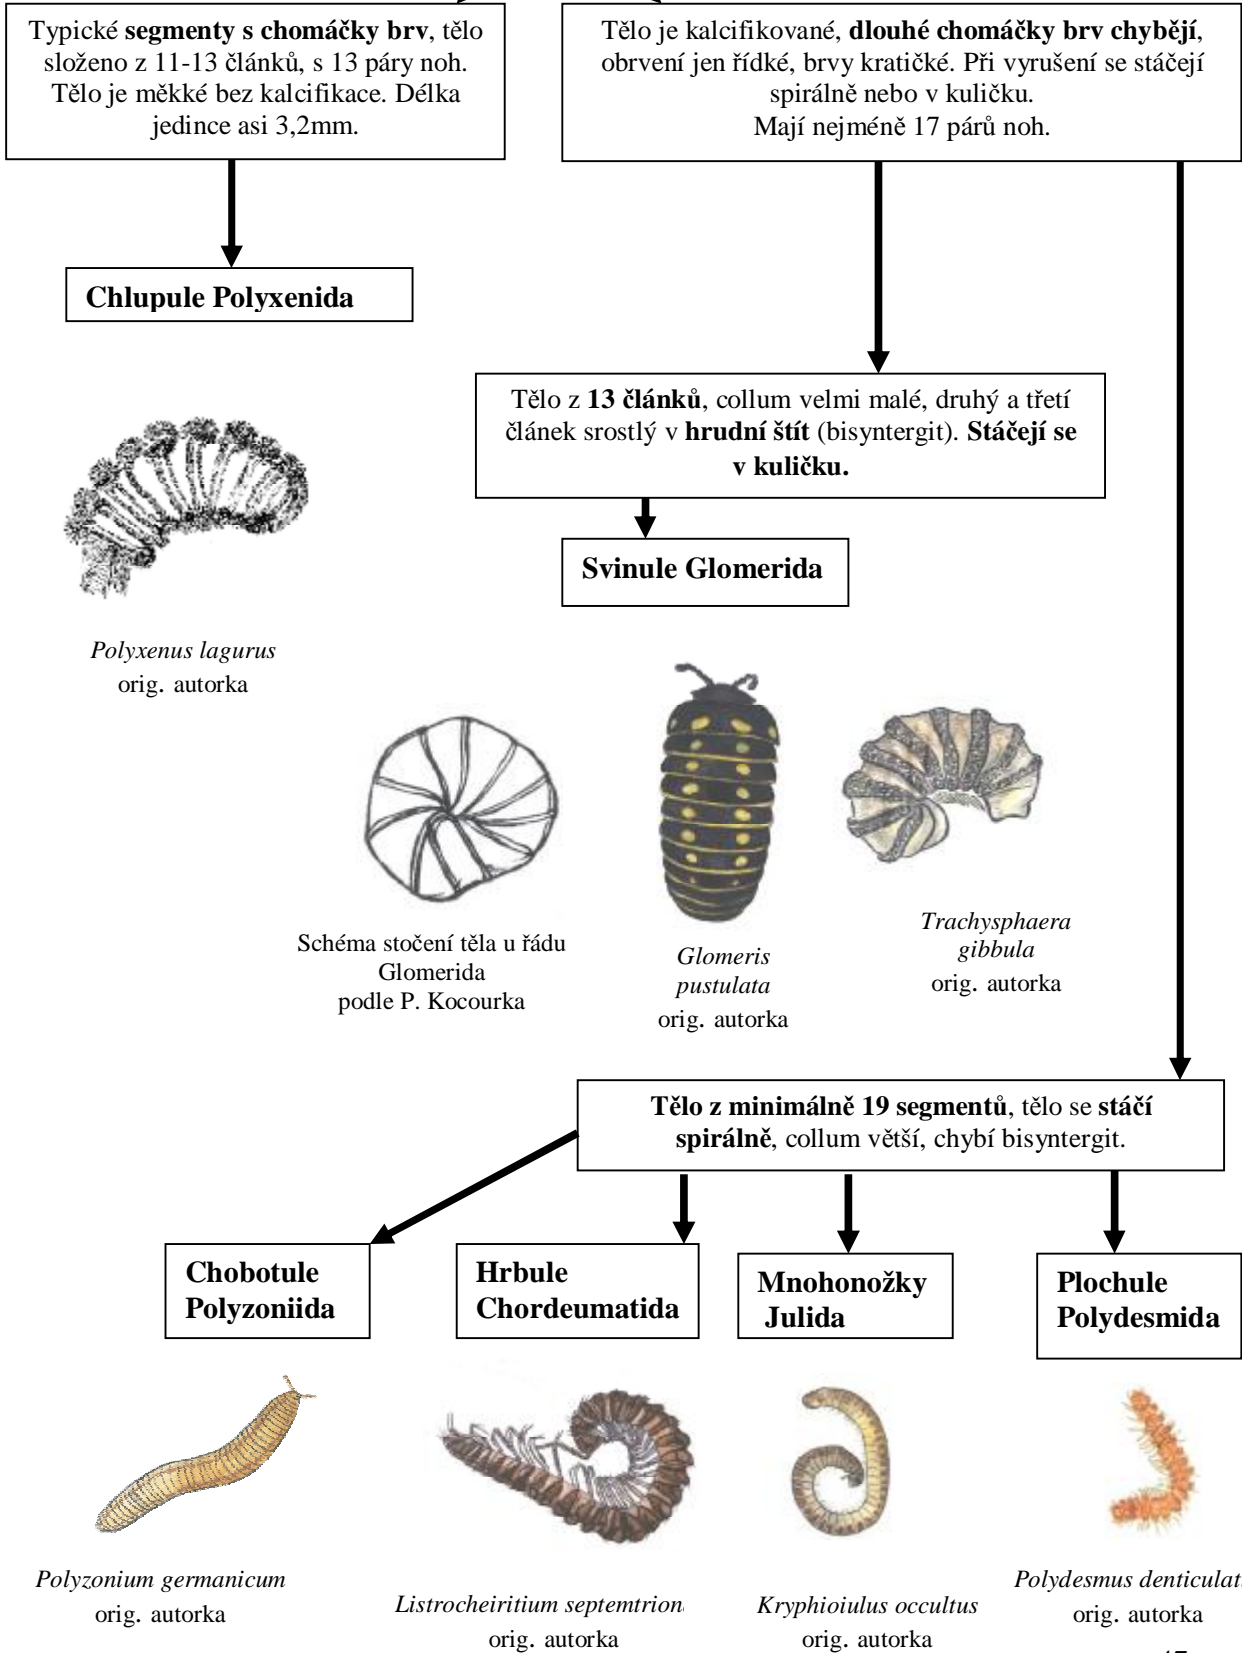 Typické segmenty s chomáčky brv, tělo
složeno z 11-13 článků, s 13 páry noh.
Tělo je měkké bez kalcifikace. Délka
jedince asi 3,2mm.
Tělo je kalcifikované, dlouhé chomáčky brv chybějí,
obrvení jen řídké, brvy kratičké. Při vyrušení se stáčejí
spirálně nebo v kuličku.
Mají nejméně 17 párů noh.
Chlupule Polyxenida
Tělo z 13 článků, collum velmi malé, druhý a třetí
článek srostlý v hrudní štít (bisyntergit). Stáčejí se
v kuličku.
Svinule Glomerida
Polyxenus lagurus
orig. autorka
Schéma stočení těla u řádu
Glomerida
podle P. Kocourka
Glomeris
pustulata
orig. autorka
Trachysphaera
gibbula
orig. autorka
Tělo z minimálně 19 segmentů, tělo se stáčí
spirálně, collum větší, chybí bisyntergit.
Chobotule
Polyzoniida
Hrbule
Chordeumatida
Mnohonožky
Julida
Plochule
Polydesmida
Polyzonium germanicum
orig. autorka
Listrocheiritium septemtrion
orig. autorka
Kryphioiulus occultus
orig. autorka
Polydesmus denticulat
orig. autorka